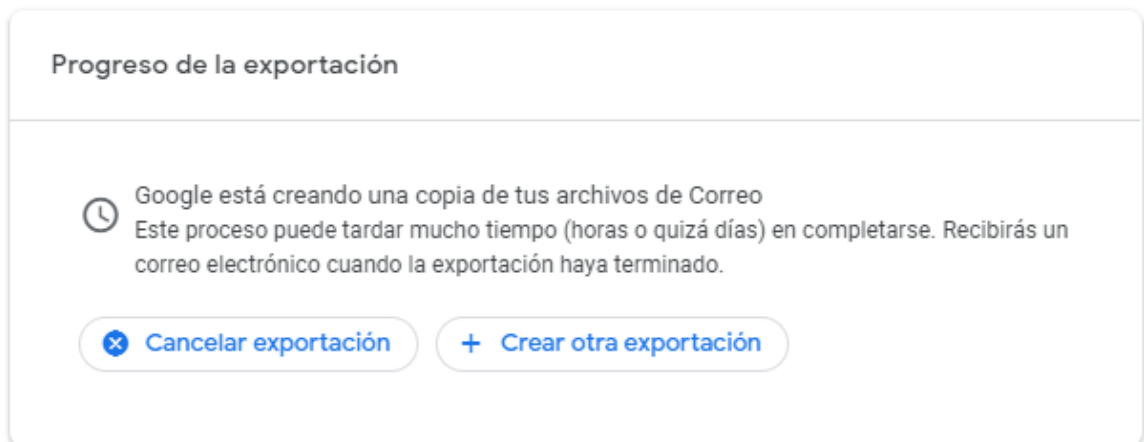 Progreso de la exportación
Google está creando una copia de tus archivos de Correo
Este proceso puede tardar mucho tiempo (horas o quizá días) en completarse. Recibirás un
correo electrónico cuando la exportación haya terminado.
Cancelar exportación
+ Crear otra exportación